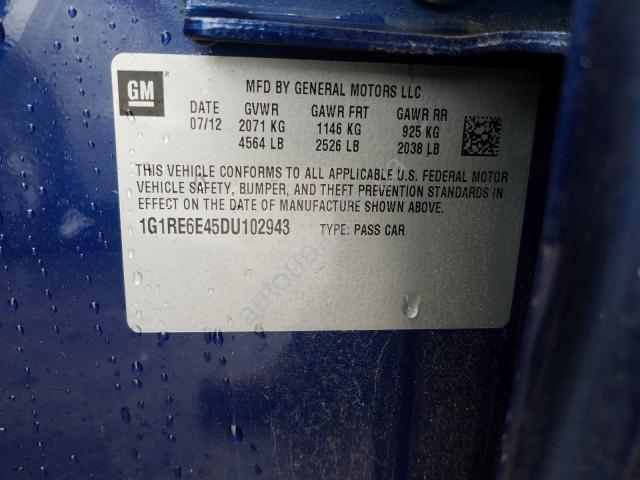 GM
MFD BY GENERAL MOTORS LLC
DATE GVWR GAWR FRT GAWR RR
07/12 2071 KG 1146 KG 925 KG
4564 LB 2526 LB 2038 LB
THIS VEHICLE CONFORMS TO ALL APPLICABLE U.S. FEDERAL MOTOR
VEHICLE SAFETY, BUMPER, AND THEFT PREVENTION STANDARDS IN
EFFECT ON THE DATE OF MANUFACTURE SHOWN ABOVE.
1G1RE6E45DU102943 TYPE: PASS CAR